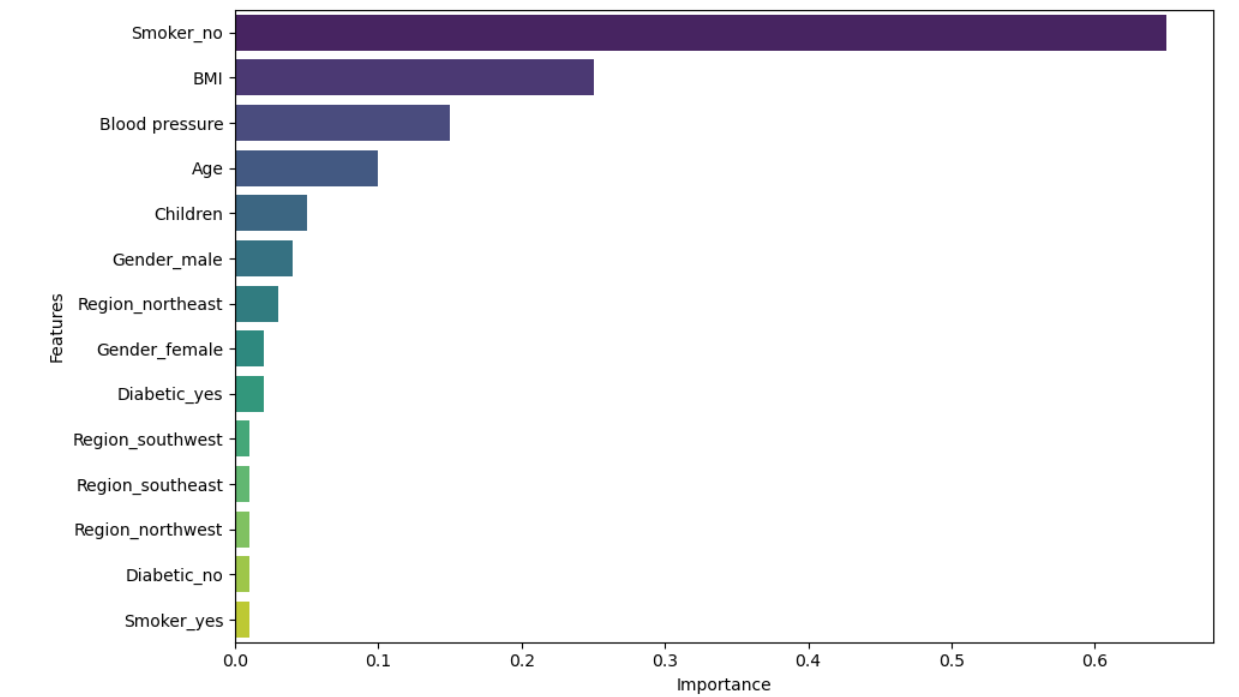 Smoker_no
BMI
Blood pressure
Age
Children
Gender_male
Region_northeast
Gender_female
Diabetic_yes
Region_southwest
Region_southeast
Region_northwest
Diabetic_no
Smoker_yes
Features
0.0 0.1 0.2 0.3 0.4 0.5 0.6
Importance